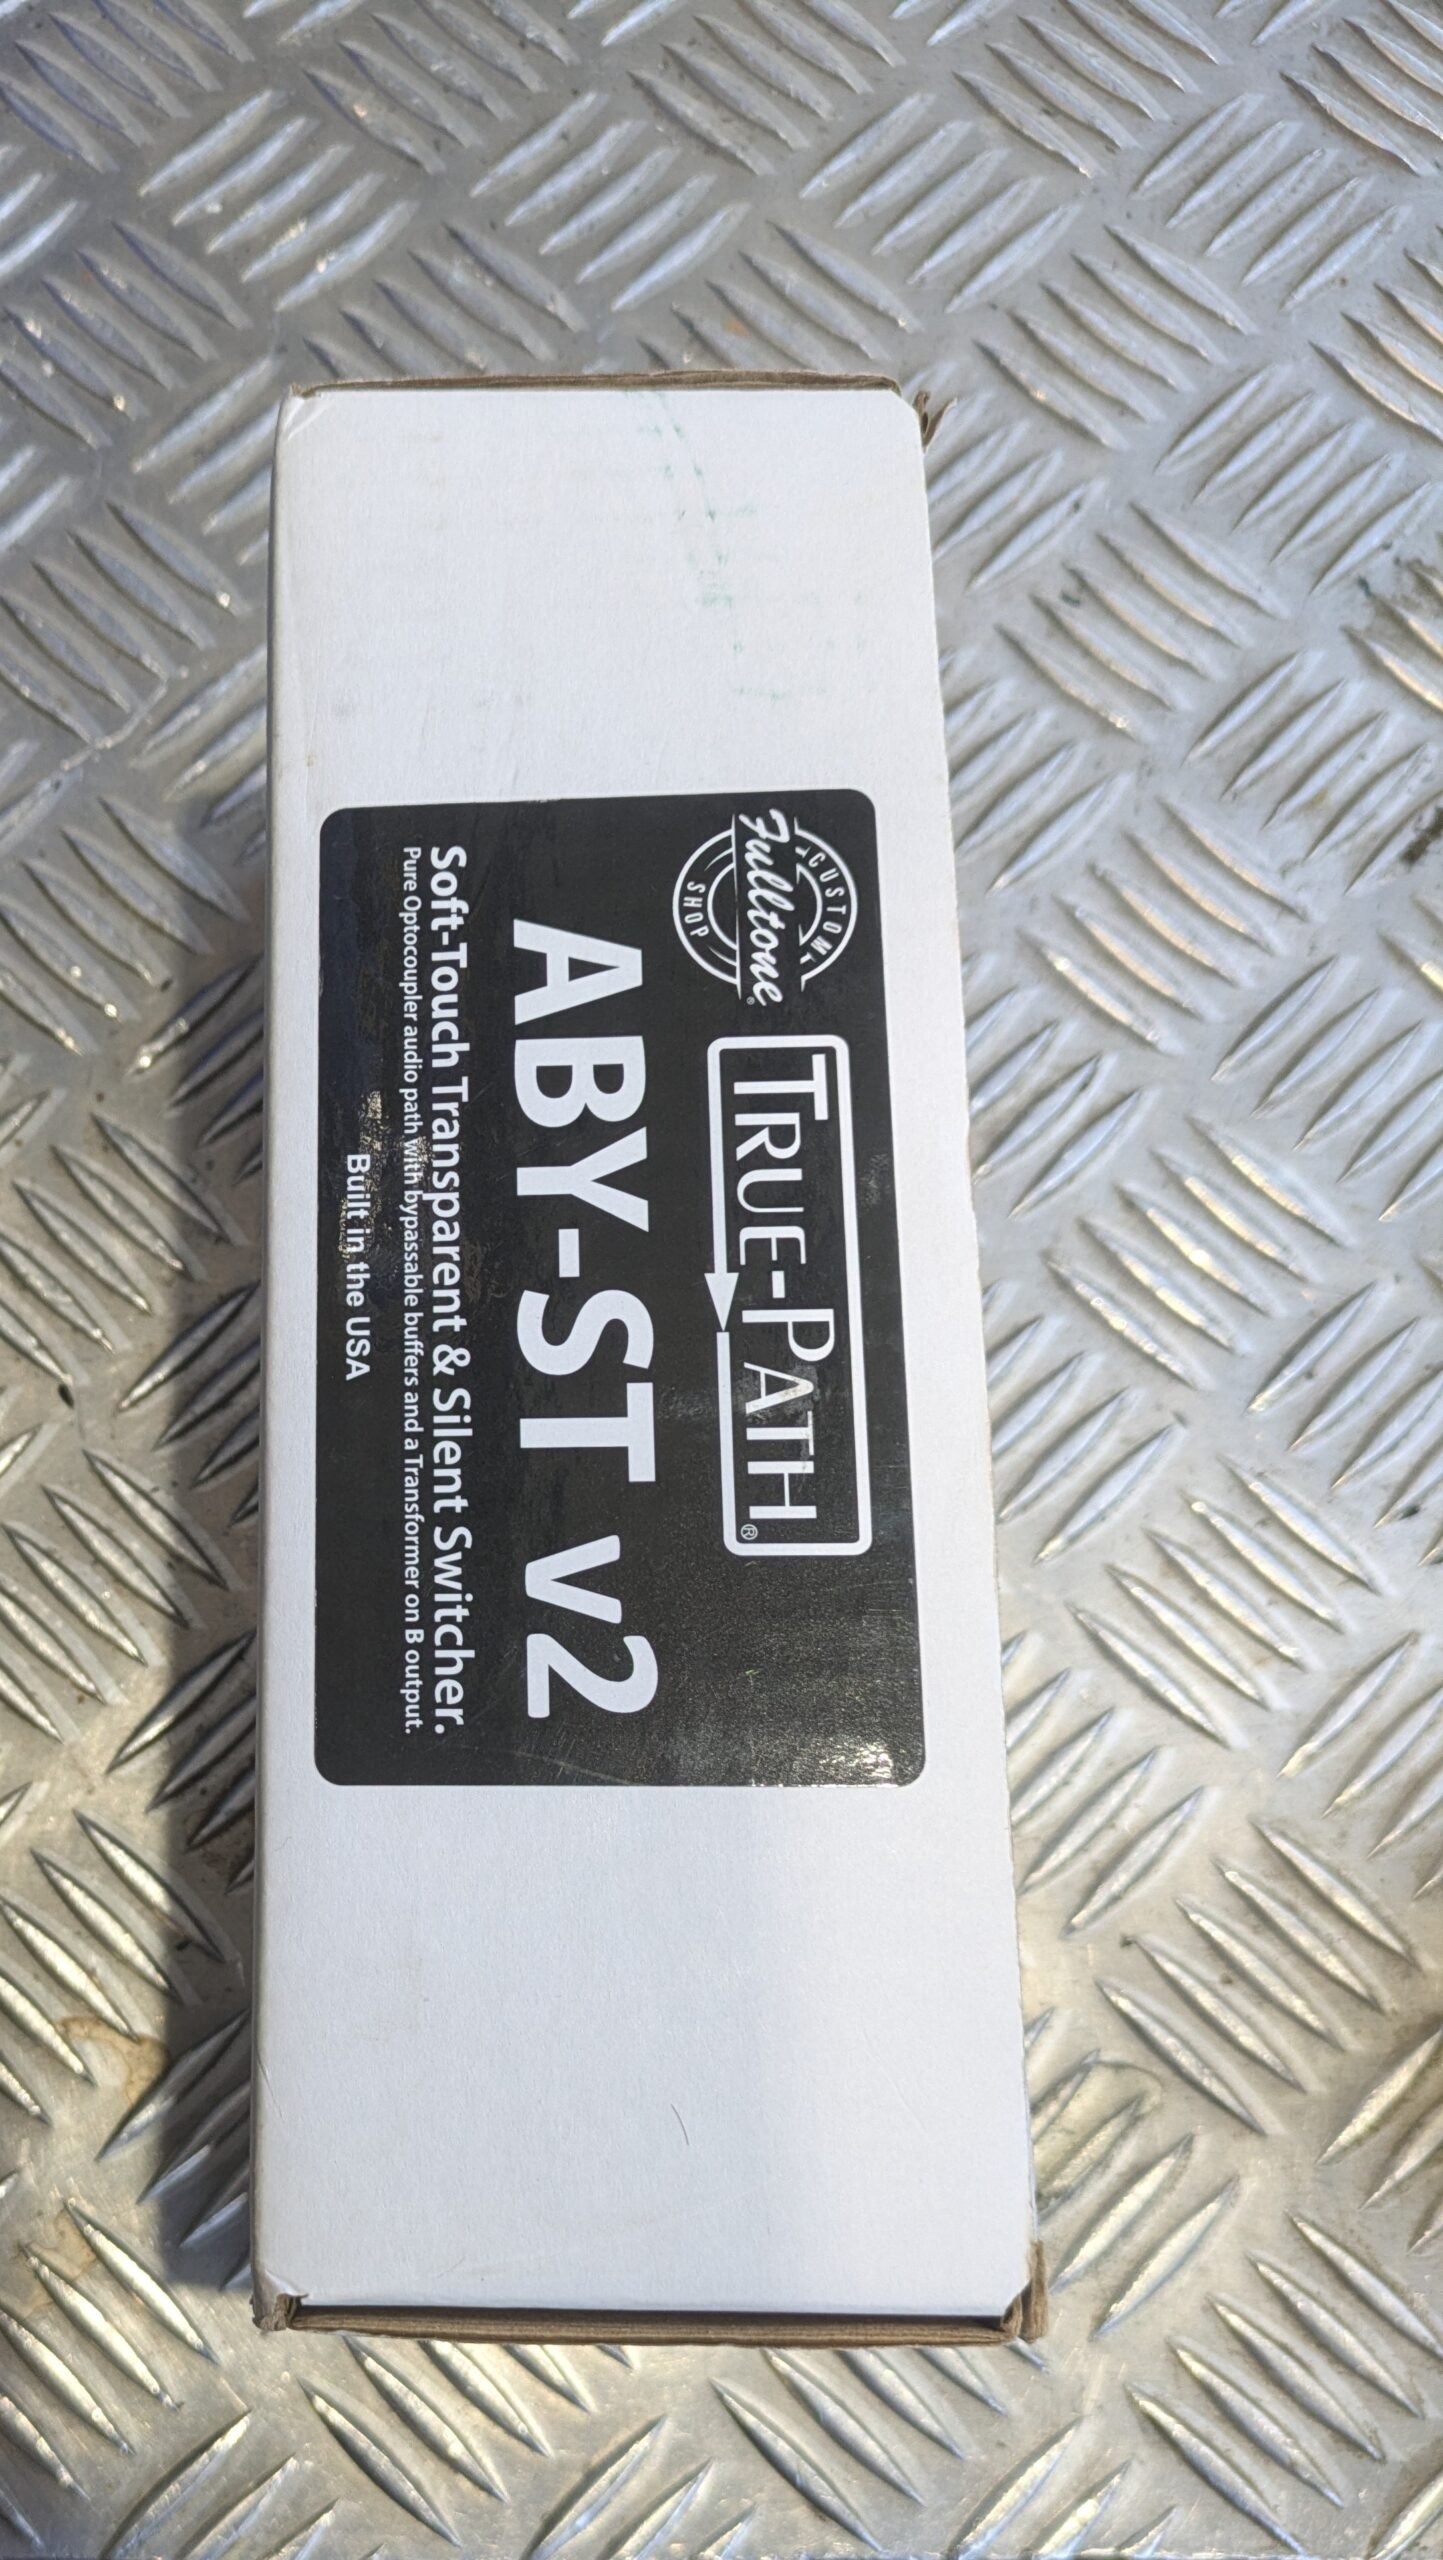 CUSTOM
Fulltone®
SHOP
TRUE-PATH®
ABY-ST v2
Soft-Touch Transparent & Silent Switcher.
Pure Optocoupler audio path with bypassable buffers and a Transformer on B output.
Built in the USA